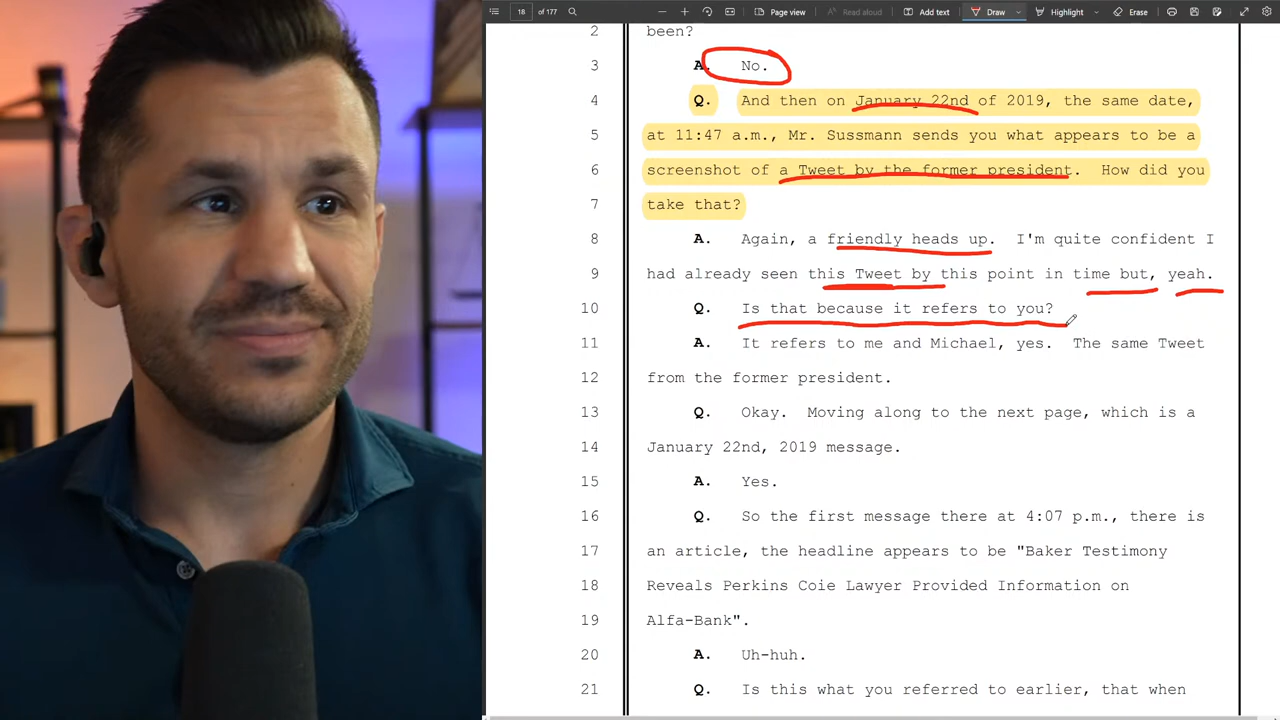 18 of 177 Page view Read aloud Add text Draw Highlight Erase
2 been?
3 A. No.
4 Q. And then on January 22nd of 2019, the same date,
5 at 11:47 a.m., Mr. Sussmann sends you what appears to be a
6 screenshot of a Tweet by the former president. How did you
7 take that?
8 A. Again, a friendly heads up. I'm quite confident I
9 had already seen this Tweet by this point in time but, yeah.
10 Q. Is that because it refers to you?
11 A. It refers to me and Michael, yes. The same Tweet
12 from the former president.
13 Q. Okay. Moving along to the next page, which is a
14 January 22nd, 2019 message.
15 A. Yes.
16 Q. So the first message there at 4:07 p.m., there is
17 an article, the headline appears to be "Baker Testimony
18 Reveals Perkins Coie Lawyer Provided Information on
19 Alfa-Bank".
20 A. Uh-huh.
21 Q. Is this what you referred to earlier, that when